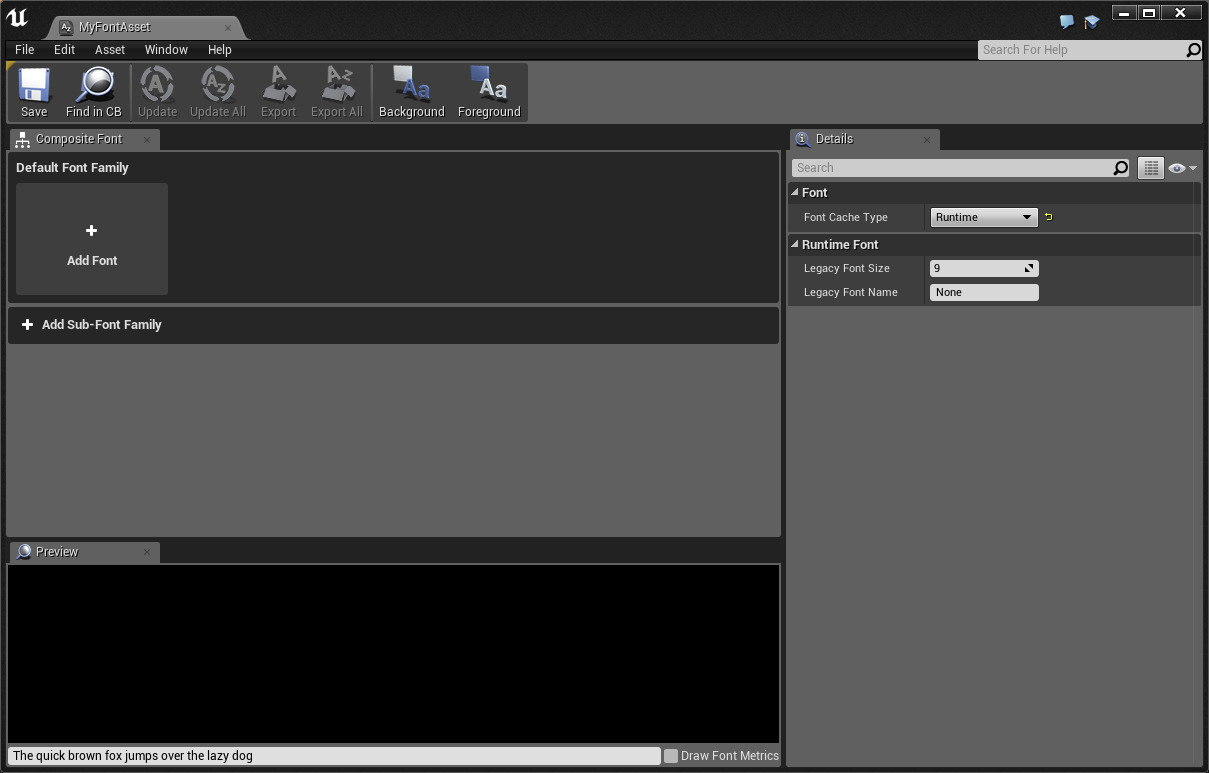 MyFontAsset
File Edit Asset Window Help
Search For Help
Save Find in CB Update Update All Export Export All Background Foreground
Composite Font
Default Font Family
+
Add Font
+ Add Sub-Font Family
Preview
The quick brown fox jumps over the lazy dog
Draw Font Metrics
Details
Search
Font
Font Cache Type Runtime
Runtime Font
Legacy Font Size 9
Legacy Font Name None